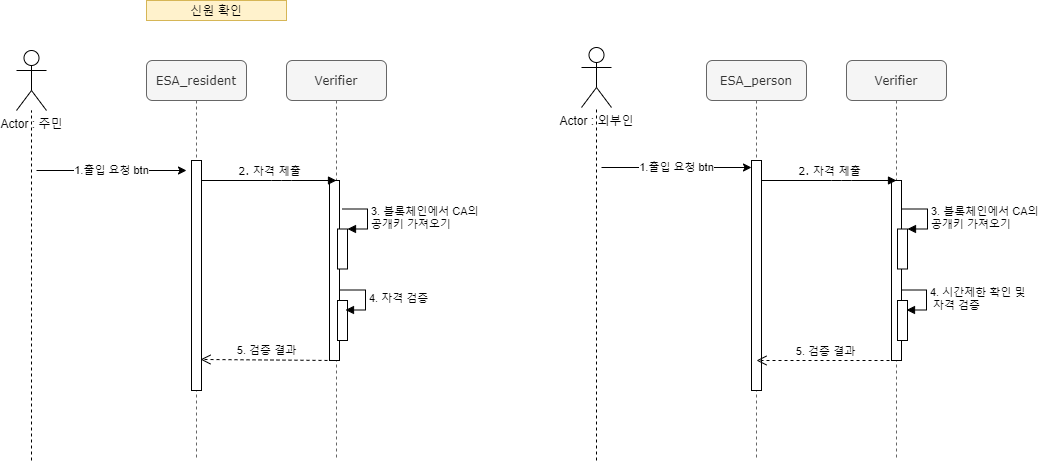 신원 확인
ESA_resident
Verifier
Actor : 주민
1.출입 요청 btn
2. 자격 제출
3. 블록체인에서 CA의
공개키 가져오기
4. 자격 검증
5. 검증 결과
ESA_person
Verifier
Actor : 외부인
1.출입 요청 btn
2. 자격 제출
3. 블록체인에서 CA의
공개키 가져오기
4. 시간제한 확인 및
자격 검증
5. 검증 결과